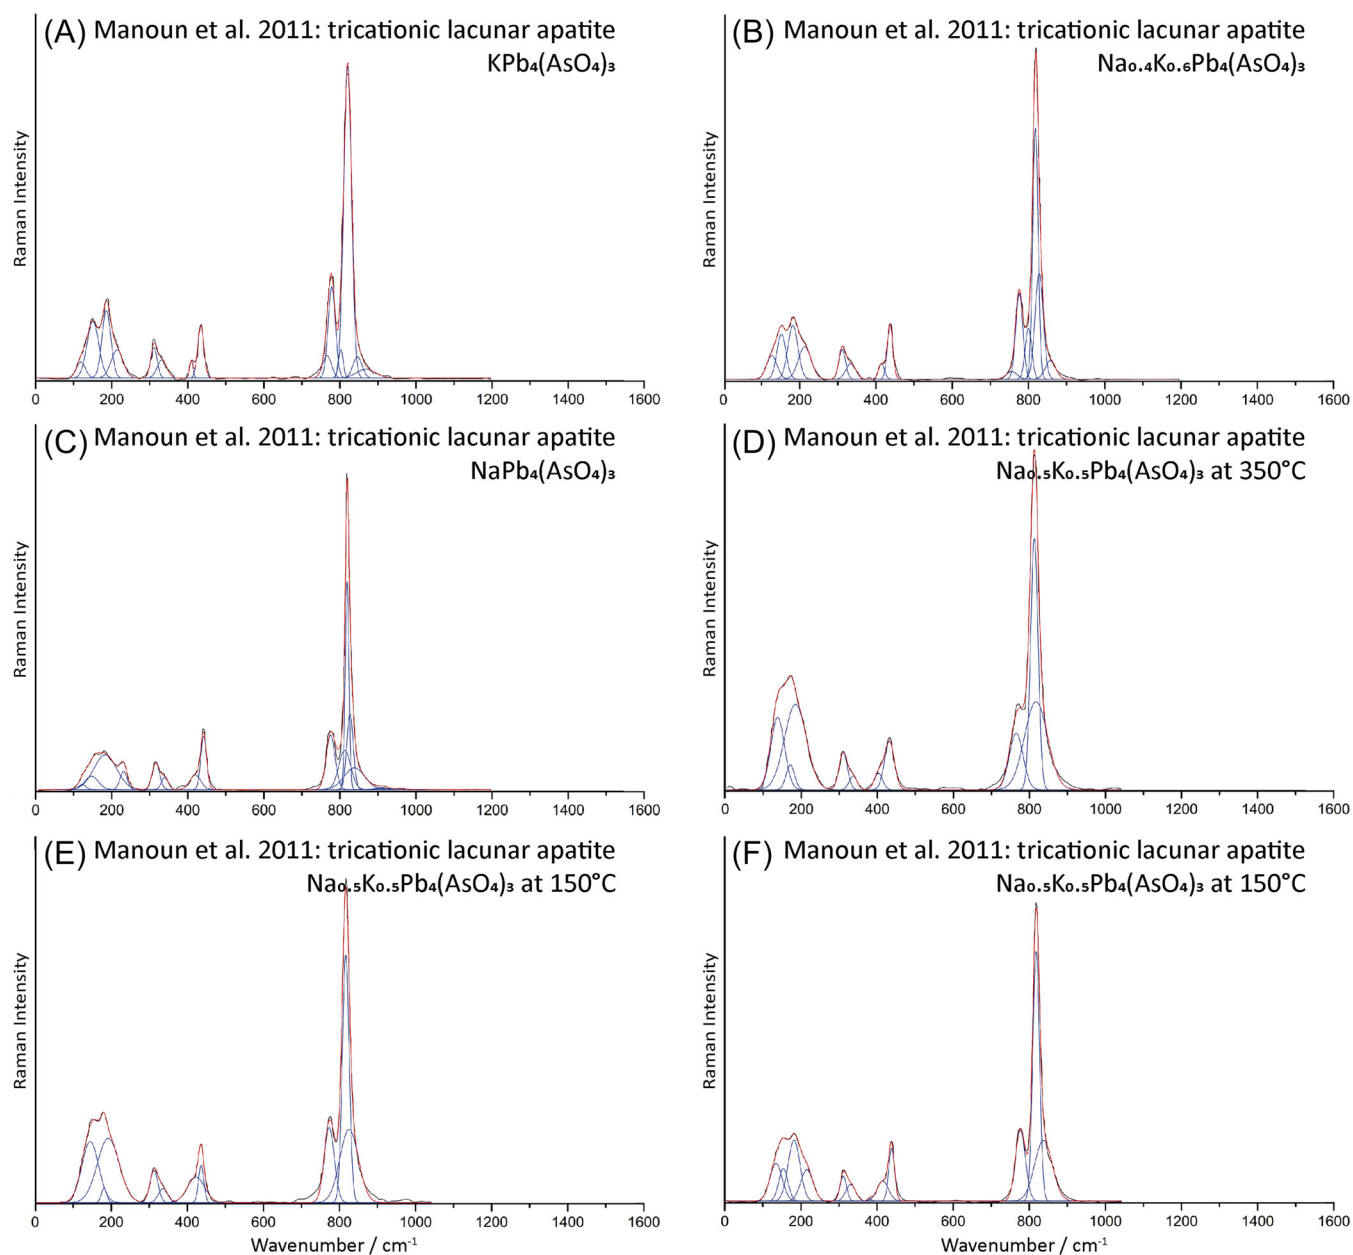 (A) Manoun et al. 2011: tricationic lacunar apatite
KPb₄(AsO₄)₃
Raman Intensity
0 200 400 600 800 1000 1200 1400 1600
(B) Manoun et al. 2011: tricationic lacunar apatite
Na₀.₄K₀.₆Pb₄(AsO₄)₃
Raman Intensity
0 200 400 600 800 1000 1200 1400 1600
(C) Manoun et al. 2011: tricationic lacunar apatite
NaPb₄(AsO₄)₃
Raman Intensity
0 200 400 600 800 1000 1200 1400 1600
(D) Manoun et al. 2011: tricationic lacunar apatite
Na₀.₅K₀.₅Pb₄(AsO₄)₃ at 350°C
Raman Intensity
0 200 400 600 800 1000 1200 1400 1600
(E) Manoun et al. 2011: tricationic lacunar apatite
Na₀.₅K₀.₅Pb₄(AsO₄)₃ at 150°C
Raman Intensity
0 200 400 600 800 1000 1200 1400 1600
Wavenumber / cm⁻¹
(F) Manoun et al. 2011: tricationic lacunar apatite
Na₀.₅K₀.₅Pb₄(AsO₄)₃ at 150°C
Raman Intensity
0 200 400 600 800 1000 1200 1400 1600
Wavenumber / cm⁻¹